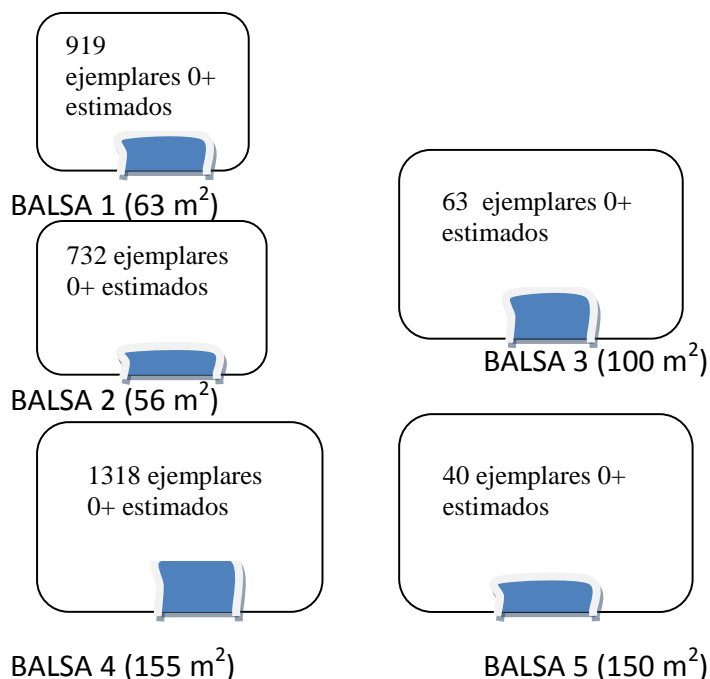 919
ejemplares 0+
estimados
BALSA 1 (63 m²)
732 ejemplares
0+ estimados
BALSA 2 (56 m²)
63 ejemplares 0+
estimados
BALSA 3 (100 m²)
1318 ejemplares
0+ estimados
BALSA 4 (155 m²)
40 ejemplares 0+
estimados
BALSA 5 (150 m²)